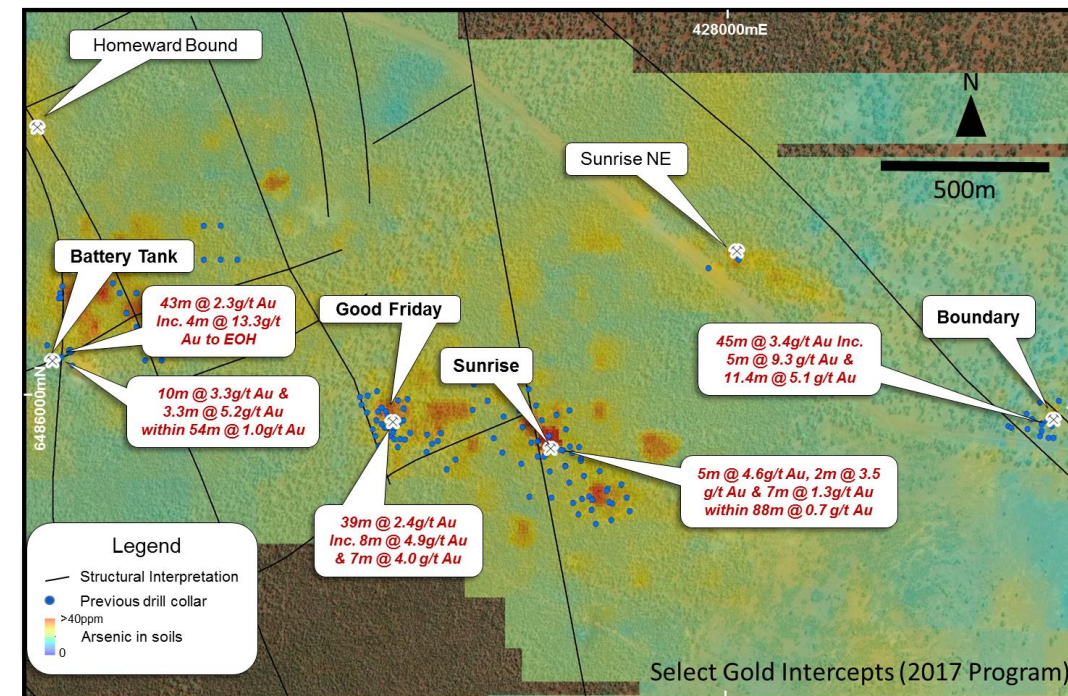 428000mE
Homeward Bound
N
500m
Sunrise NE
Battery Tank
43m @ 2.3g/t Au
Inc. 4m @ 13.3g/t
Au to EOH
Good Friday
Boundary
45m @ 3.4g/t Au Inc.
5m @ 9.3 g/t Au &
11.4m @ 5.1 g/t Au
Sunrise
6486000mN
10m @ 3.3g/t Au &
3.3m @ 5.2g/t Au
within 54m @ 1.0g/t Au
5m @ 4.6g/t Au, 2m @ 3.5
g/t Au & 7m @ 1.3g/t Au
within 88m @ 0.7 g/t Au
39m @ 2.4g/t Au
Inc. 8m @ 4.9g/t Au
& 7m @ 4.0 g/t Au
Legend
Structural Interpretation
Previous drill collar
>40ppm
Arsenic in soils
0
Select Gold Intercepts (2017 Program)